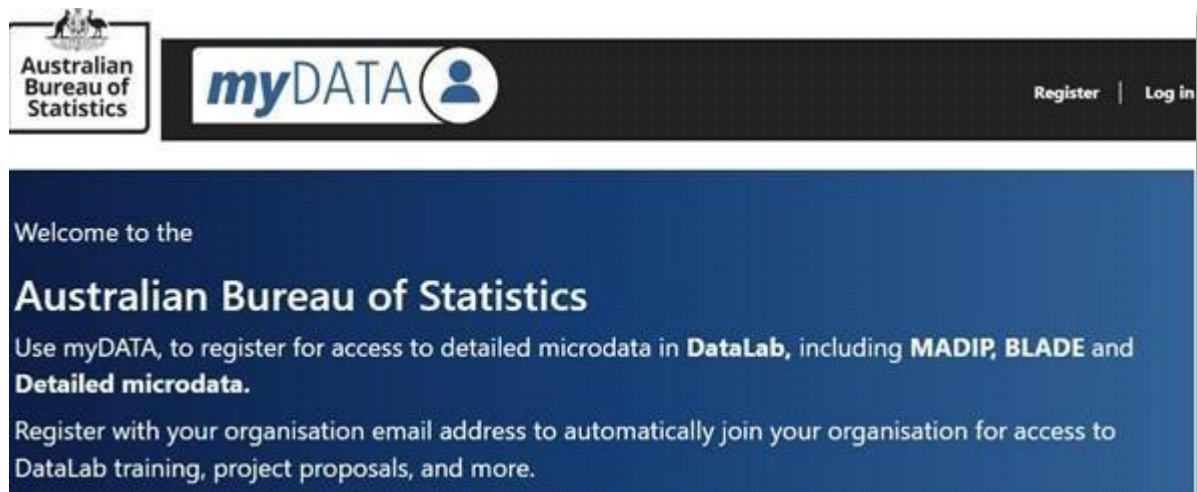 Australian
Bureau of
Statistics
myDATA
Register | Log in
Welcome to the
Australian Bureau of Statistics
Use myDATA, to register for access to detailed microdata in DataLab, including MADIP, BLADE and
Detailed microdata.
Register with your organisation email address to automatically join your organisation for access to
DataLab training, project proposals, and more.